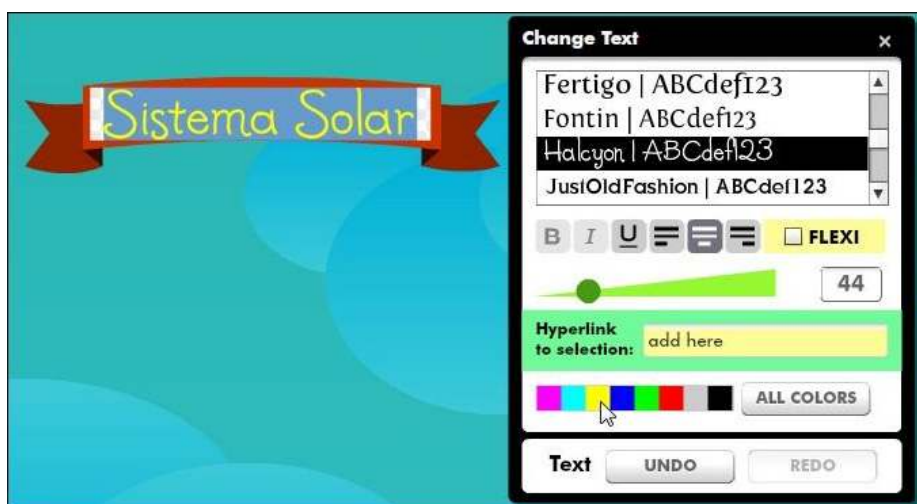 Change Text
×
Sistema Solar
Fertigo | ABCdef123
Fontin | ABCdef123
Halcyon | ABCdef123
JustOldFashion | ABCdef123
B I U FLEXI
44
Hyperlink
to selection: add here
ALL COLORS
Text UNDO REDO